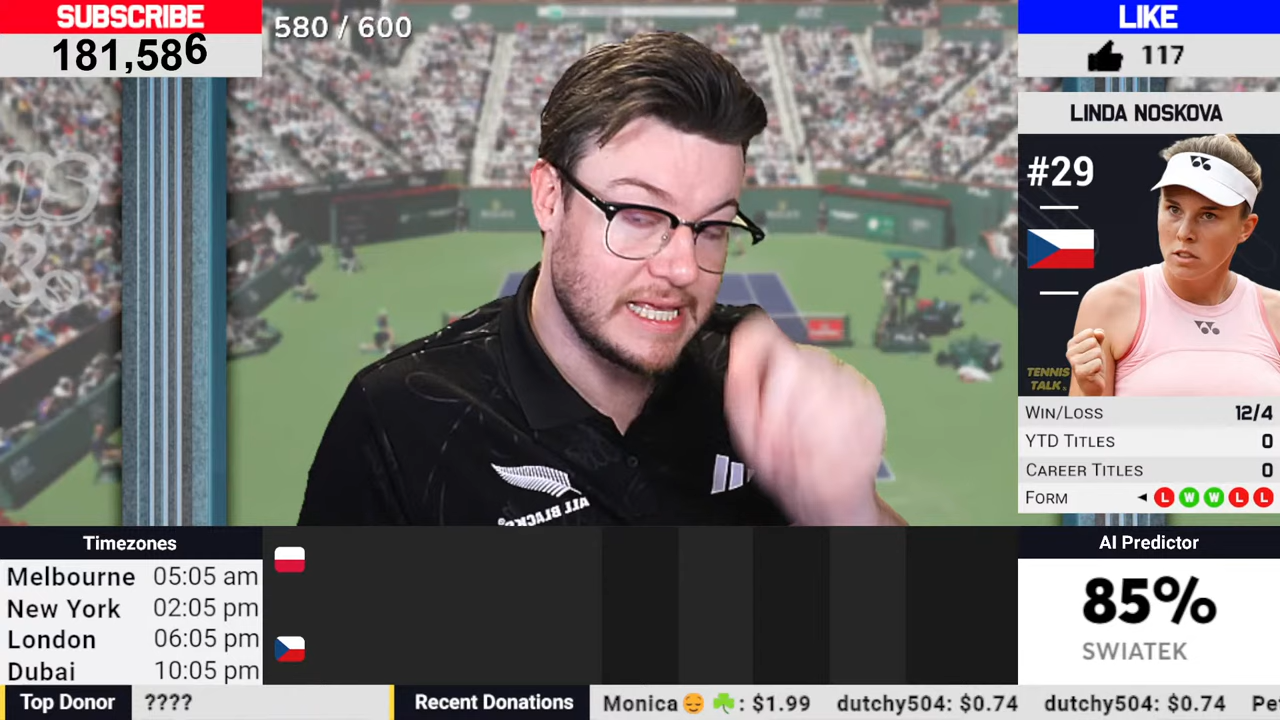 SUBSCRIBE
181,586
580 / 600
LIKE
117
LINDA NOSKOVA
#29
TENNIS
TALK
WIN/LOSS 12/4
YTD TITLES 0
CAREER TITLES 0
FORM ◄ L W W L L
ALL BLACKS
Timezones
Melbourne 05:05 am
New York 02:05 pm
London 06:05 pm
Dubai 10:05 pm
AI Predictor
85%
SWIATEK
Top Donor ????
Recent Donations Monica😌☘️: $1.99 dutchy504: $0.74 dutchy504: $0.74 Pe